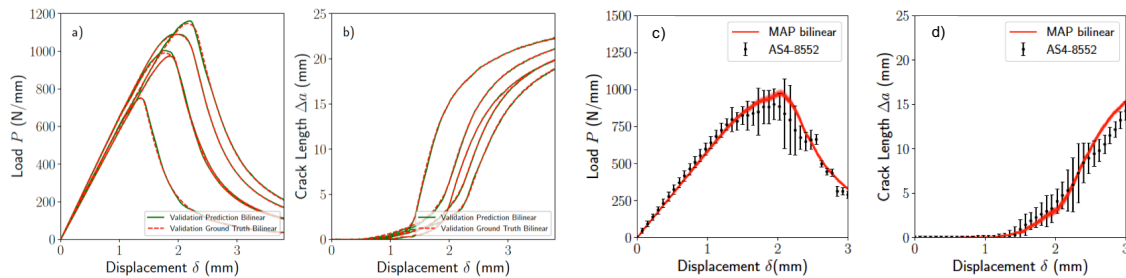 a)
Load P (N/mm)
1200
1000
800
600
400
200
0
0 1 2 3
Displacement δ (mm)
Validation Prediction Bilinear
Validation Ground Truth Bilinear
b)
Crack Length Δa (mm)
25
20
15
10
5
0
0 1 2 3
Displacement δ (mm)
Validation Prediction Bilinear
Validation Ground Truth Bilinear
c)
Load P (N/mm)
1500
1250
1000
750
500
250
0
0 1 2 3
Displacement δ(mm)
MAP bilinear
AS4-8552
d)
Crack Length Δa (mm)
25
20
15
10
5
0
0 1 2 3
Displacement δ (mm)
MAP bilinear
AS4-8552